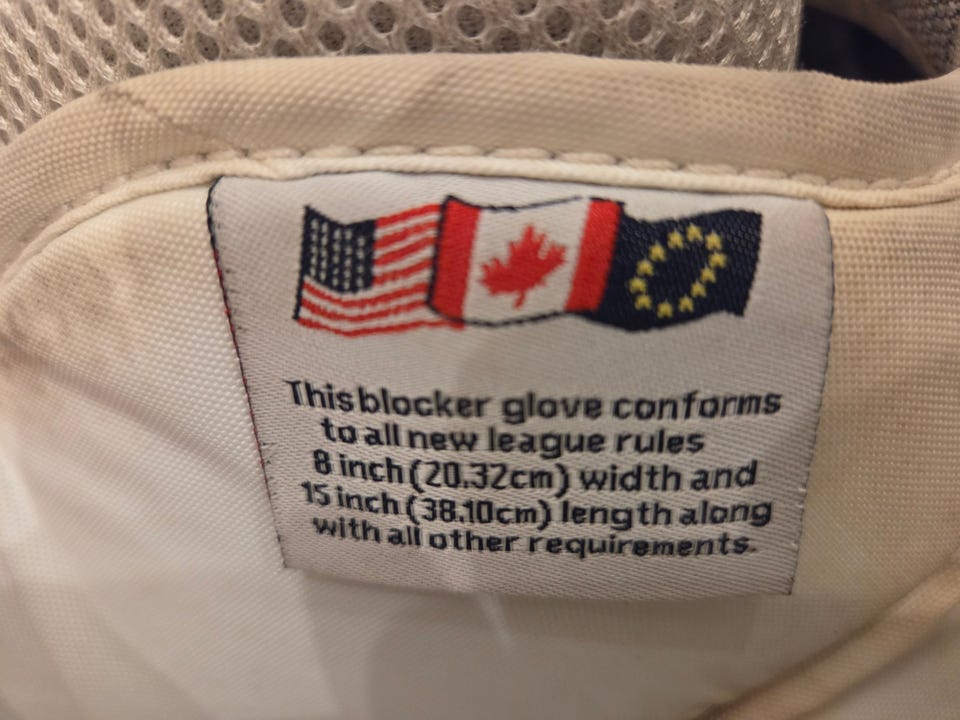 This blocker glove conforms
to all new league rules
8 inch (20.32cm) width and
15 inch (38.10cm) length along
with all other requirements.